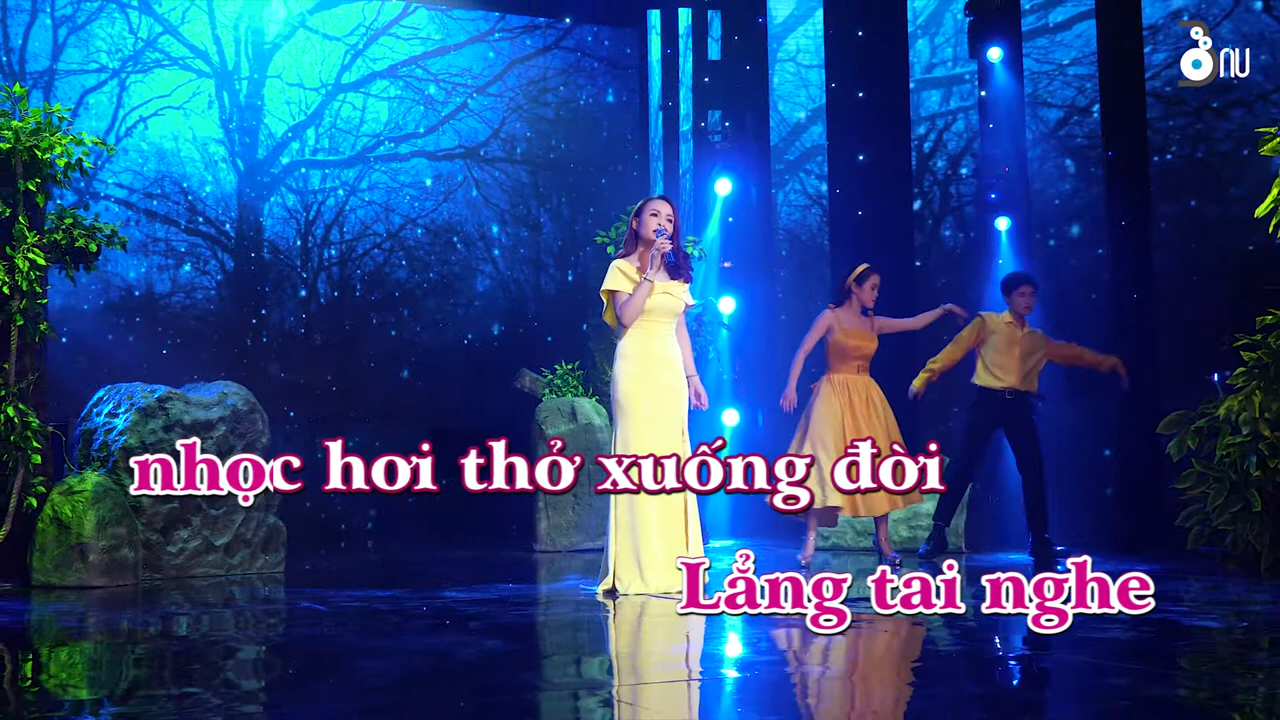 nhọc hơi thở xuống đời
Lẳng tai nghe